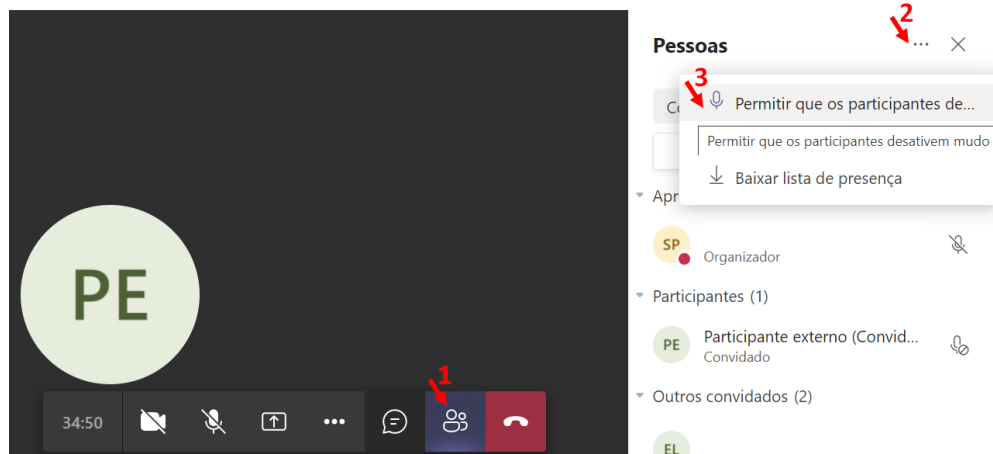 2
Pessoas
3
Permitir que os participantes de...
Permitir que os participantes desativem mudo
Baixar lista de presença
Apr
SP
Organizador
Participantes (1)
PE
Participante externo (Convid...
Convidado
Outros convidados (2)
EL
PE
1
34:50